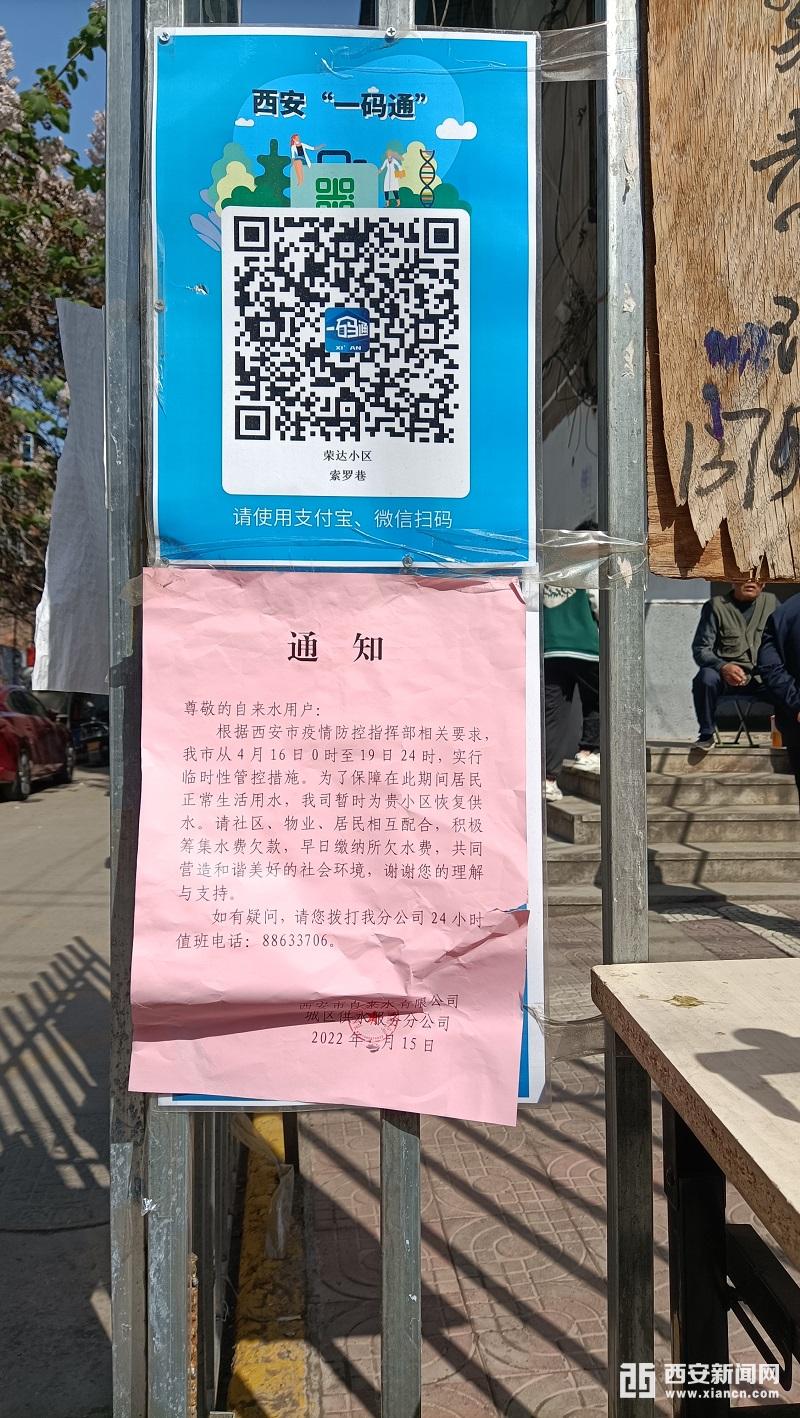 西安“一码通”
一码通
XI'AN
荣达小区
索罗巷
请使用支付宝、微信扫码
通 知
尊敬的自来水用户:
根据西安市疫情防控指挥部相关要求,
我市从4月16日0时至19日24时,实行
临时性管控措施。为了保障在此期间居民
正常生活用水,我司暂时为贵小区恢复供
水。请社区、物业、居民相互配合,积极
筹集水费欠款,早日缴纳所欠水费,共同
营造和谐美好的社会环境,谢谢您的理解
与支持。
如有疑问,请您拨打我分公司24小时
值班电话: 88633706。
西安市自来水有限公司
城区供水服务分公司
2022年 月15日
西安新闻网
www.xiancn.com